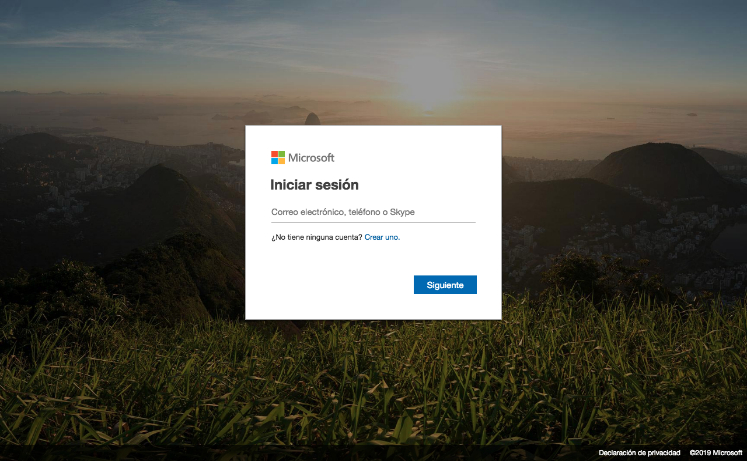 Microsoft
Iniciar sesión
Correo electrónico, teléfono o Skype
¿No tiene ninguna cuenta? Crear uno.
Siguiente
Declaración de privacidad ©2019 Microsoft